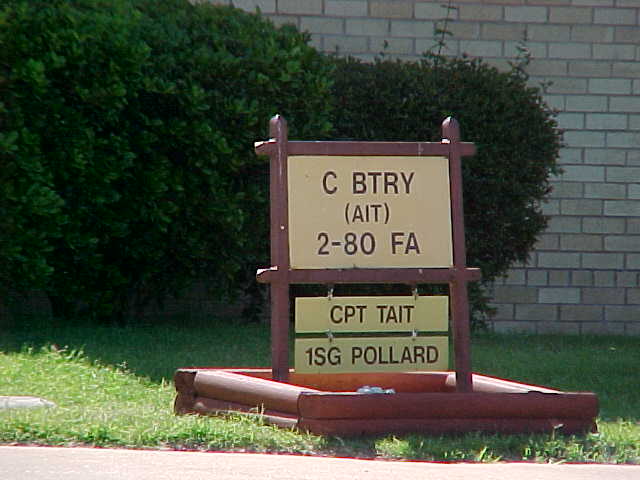 C BTRY
(AIT)
2-80 FA
CPT TAIT
1SG POLLARD